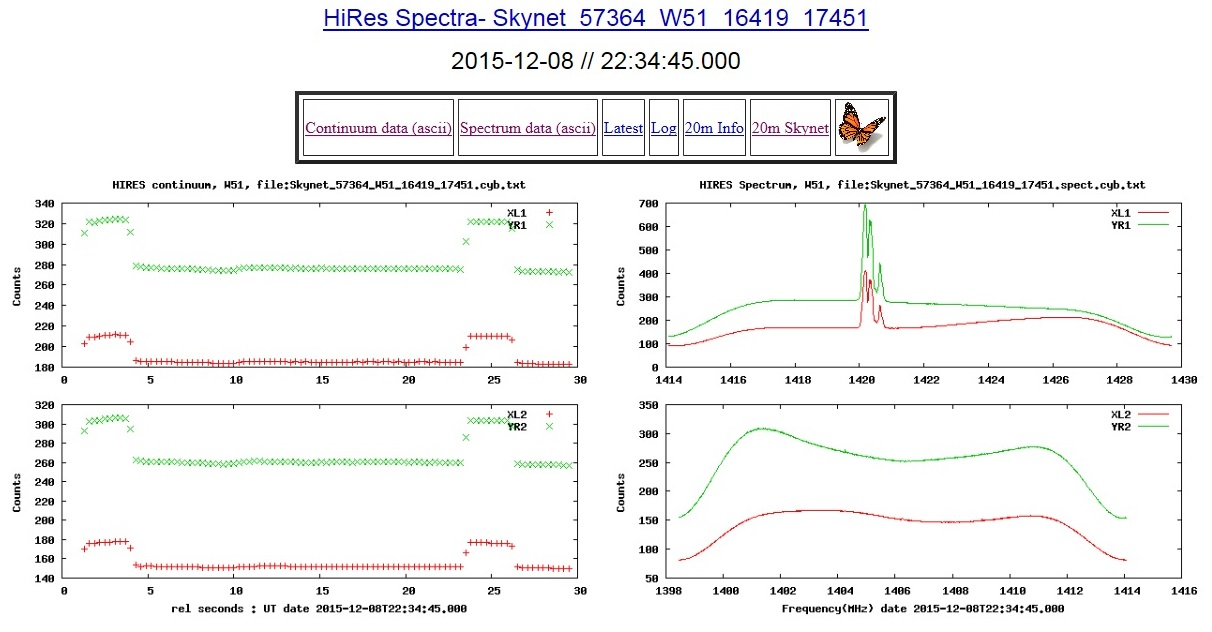 HiRes Spectra- Skynet_57364_W51_16419_17451
2015-12-08 // 22:34:45.000
Continuum data (ascii) Spectrum data (ascii) Latest Log 20m Info 20m Skynet
HIRES continuum, W51, file:Skynet_57364_W51_16419_17451.cyb.txt
340
320
300
280
260
240
220
200
180
Counts
XL1
YR1
0 5 10 15 20 25 30
HIRES Spectrum, W51, file:Skynet_57364_W51_16419_17451.spect.cyb.txt
700
600
500
400
300
200
100
0
Counts
XL1
YR1
1414 1416 1418 1420 1422 1424 1426 1428 1430
320
300
280
260
240
220
200
180
160
140
Counts
XL2
YR2
0 5 10 15 20 25 30
rel seconds : UT date 2015-12-08T22:34:45.000
350
300
250
200
150
100
50
Counts
XL2
YR2
1398 1400 1402 1404 1406 1408 1410 1412 1414 1416
Frequency(MHz) date 2015-12-08T22:34:45.000